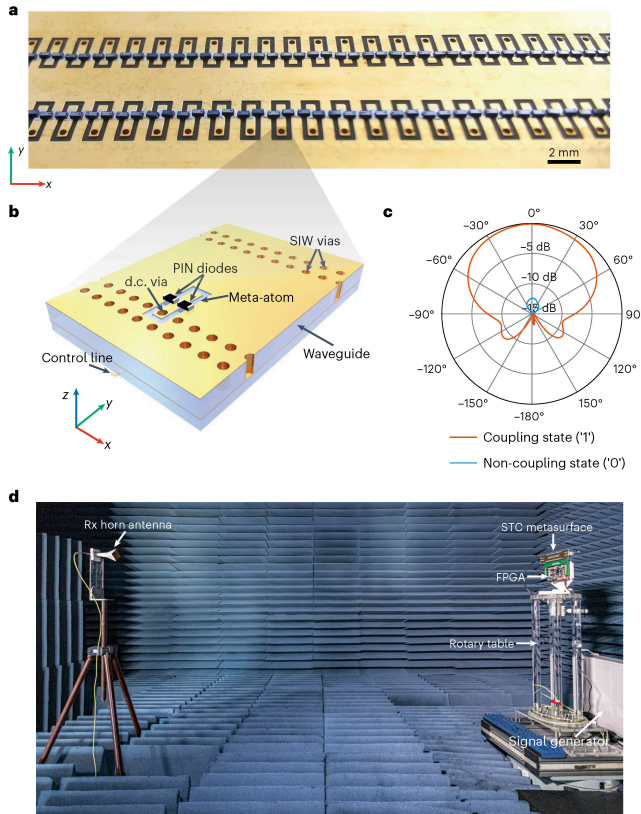 a
y
x
2 mm
b
SIW vias
PIN diodes
d.c. via
Meta-atom
Waveguide
Control line
z
y
x
c
0°
–30°
30°
–60°
60°
–5 dB
–10 dB
–15 dB
–90°
90
–120°
120°
–150°
150°
–180°
Coupling state ('1')
Non-coupling state ('0')
d
Rx horn antenna
STC metasurface
FPGA
Rotary table
Signal generator